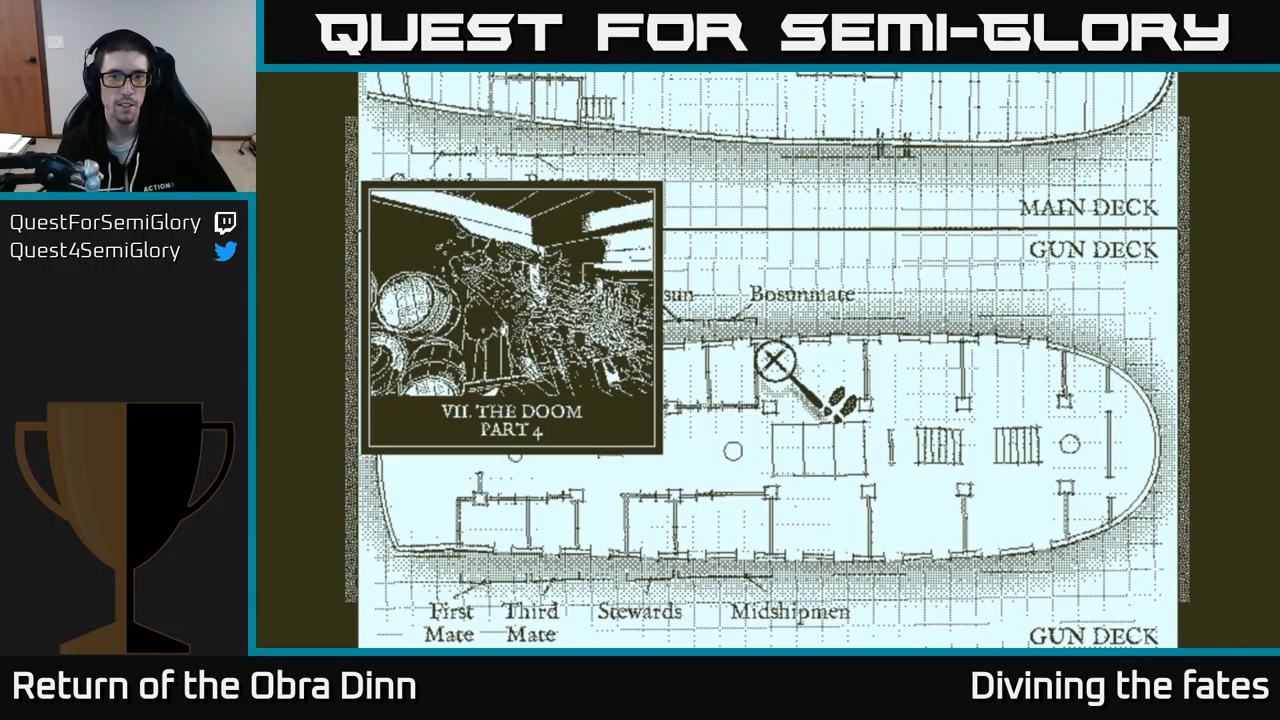 QUEST FOR SEMI-GLORY
QuestForSemiGlory
Quest4SemiGlory
ACTION
MAIN DECK
GUN DECK
Bosunmate
VII. THE DOOM
PART 4
First
Mate
Third
Mate
Stewards
Midshipmen
GUN DECK
Return of the Obra Dinn
Divining the fates